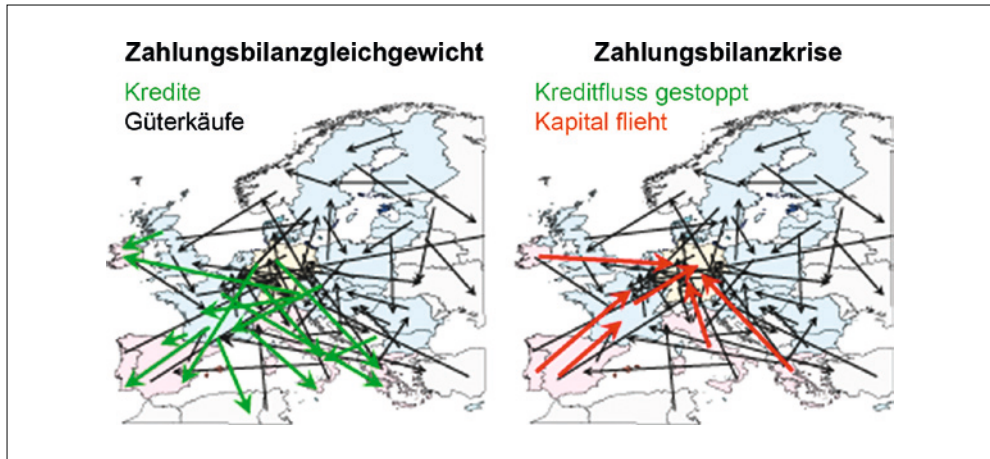 Zahlungsbilanzgleichgewicht
Kredite
Güterkäufe
Zahlungsbilanzkrise
Kreditfluss gestoppt
Kapital flieht